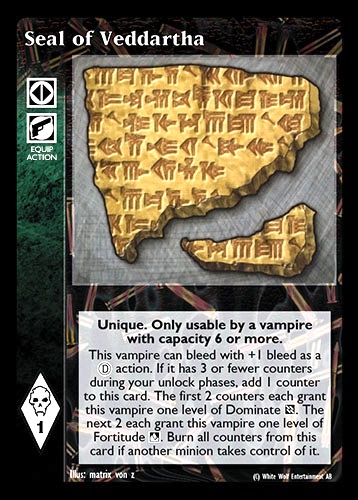 Seal of Veddartha
EQUIP
ACTION
Unique. Only usable by a vampire
with capacity 6 or more.
This vampire can bleed with +1 bleed as a
Ⓓ action. If it has 3 or fewer counters
during your unlock phases, add 1 counter
to this card. The first 2 counters each grant
this vampire one level of Dominate. The
next 2 each grant this vampire one level of
Fortitude. Burn all counters from this
card if another minion takes control of it.
1
Illus: matrix von z
(C) White Wolf Entertainment AB